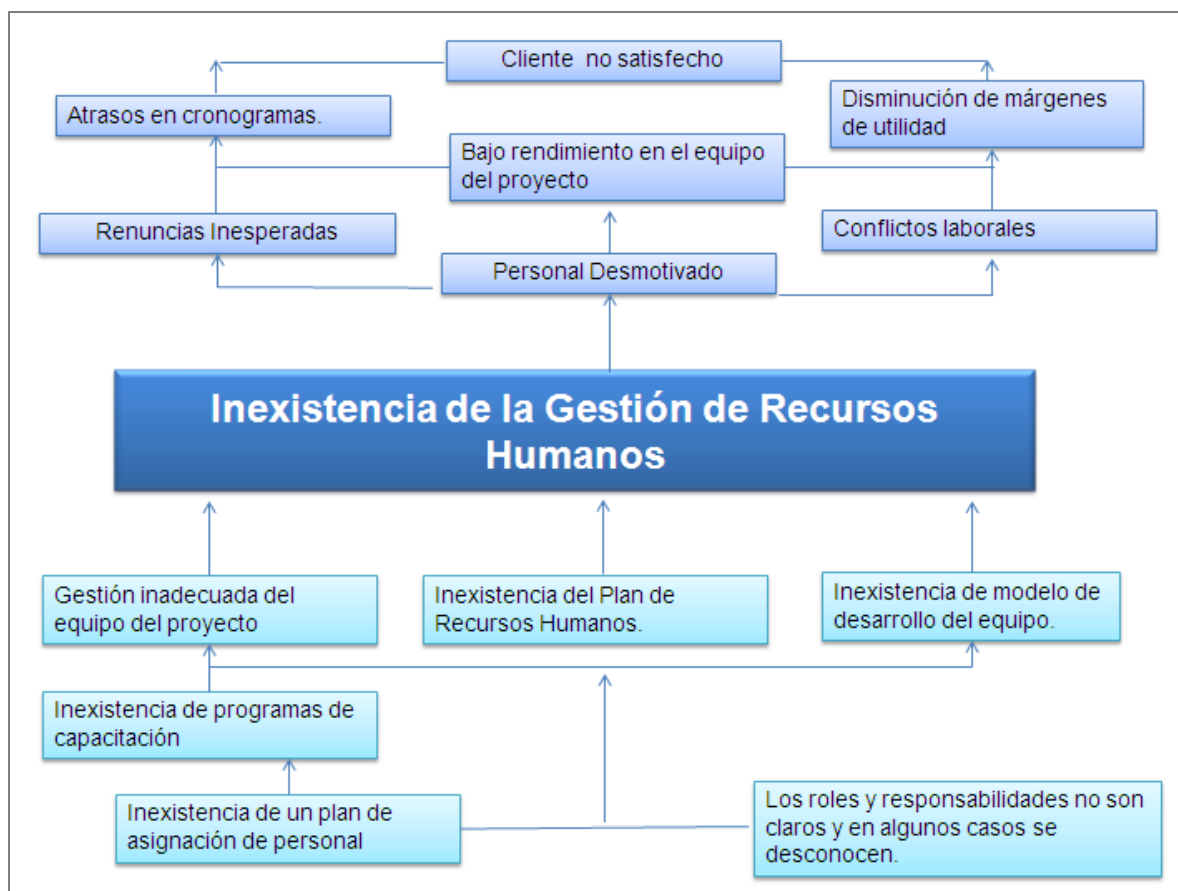 Cliente no satisfecho
Atrasos en cronogramas.
Disminución de márgenes
de utilidad
Bajo rendimiento en el equipo
del proyecto
Renuncias Inesperadas
Conflictos laborales
Personal Desmotivado
Inexistencia de la Gestión de Recursos
Humanos
Gestión inadecuada del
equipo del proyecto
Inexistencia del Plan de
Recursos Humanos.
Inexistencia de modelo de
desarrollo del equipo.
Inexistencia de programas de
capacitación
Inexistencia de un plan de
asignación de personal
Los roles y responsabilidades no son
claros y en algunos casos se
desconocen.